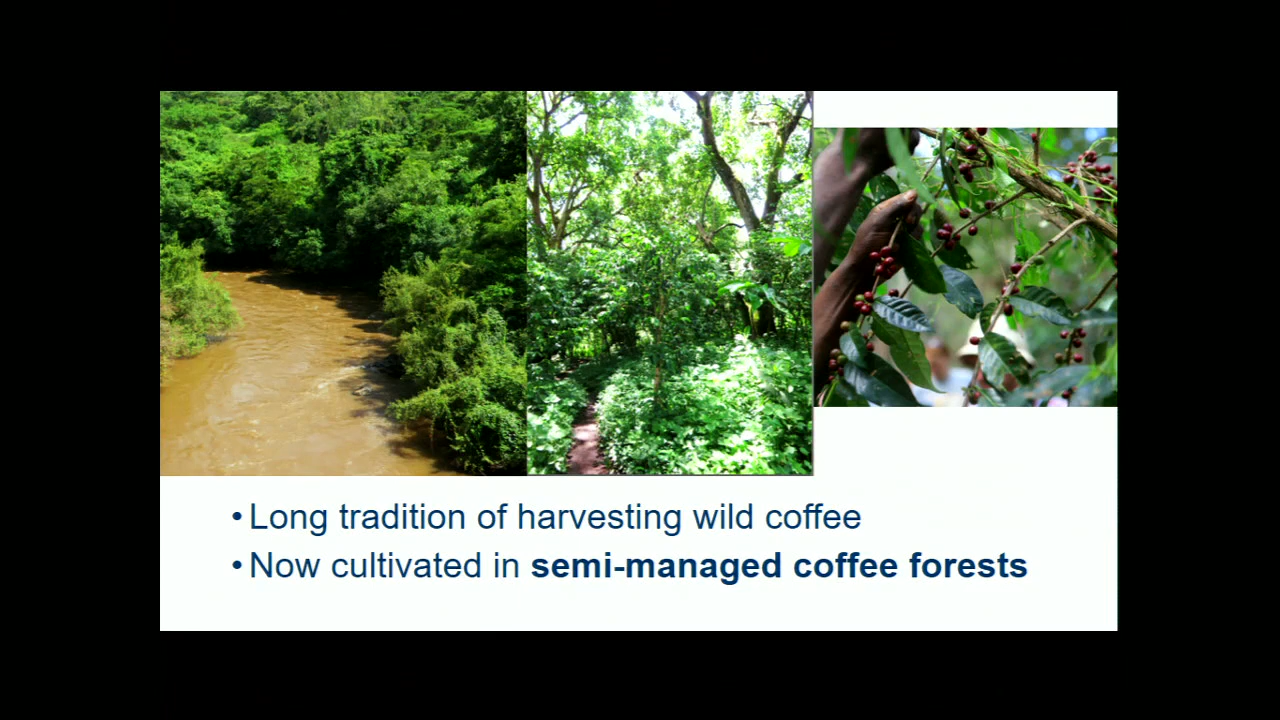 • Long tradition of harvesting wild coffee
• Now cultivated in semi-managed coffee forests